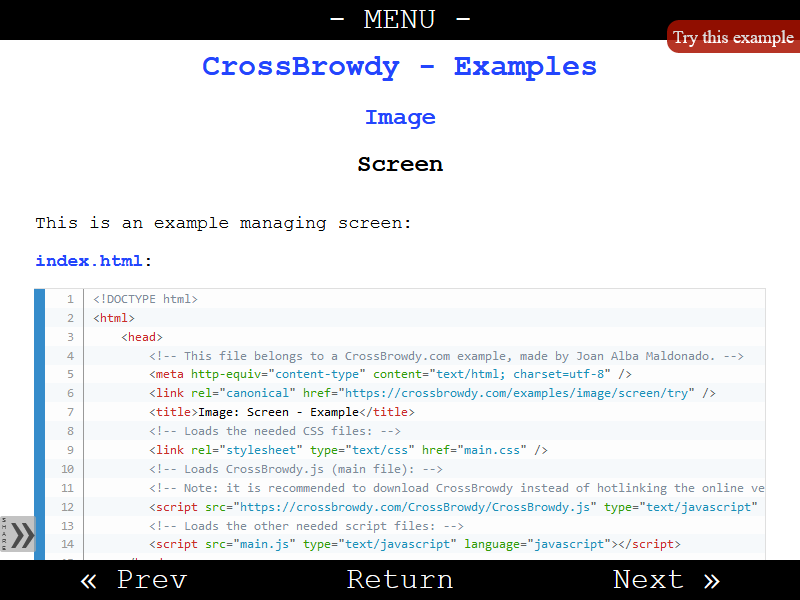 - MENU -
Try this example
CrossBrowdy - Examples
Image
Screen
This is an example managing screen:
index.html:
1 <!DOCTYPE html>
2 <html>
3 <head>
4 <!-- This file belongs to a CrossBrowdy.com example, made by Joan Alba Maldonado. -->
5 <meta http-equiv="content-type" content="text/html; charset=utf-8" />
6 <link rel="canonical" href="https://crossbrowdy.com/examples/image/screen/try" />
7 <title>Image: Screen - Example</title>
8 <!-- Loads the needed CSS files: -->
9 <link rel="stylesheet" type="text/css" href="main.css" />
10 <!-- Loads CrossBrowdy.js (main file): -->
11 <!-- Note: it is recommended to download CrossBrowdy instead of hotlinking the online ve
12 <script src="https://crossbrowdy.com/CrossBrowdy/CrossBrowdy.js" type="text/javascript"
13 <!-- Loads the other needed script files: -->
14 <script src="main.js" type="text/javascript" language="javascript"></script>
SHARE »
« Prev Return Next »